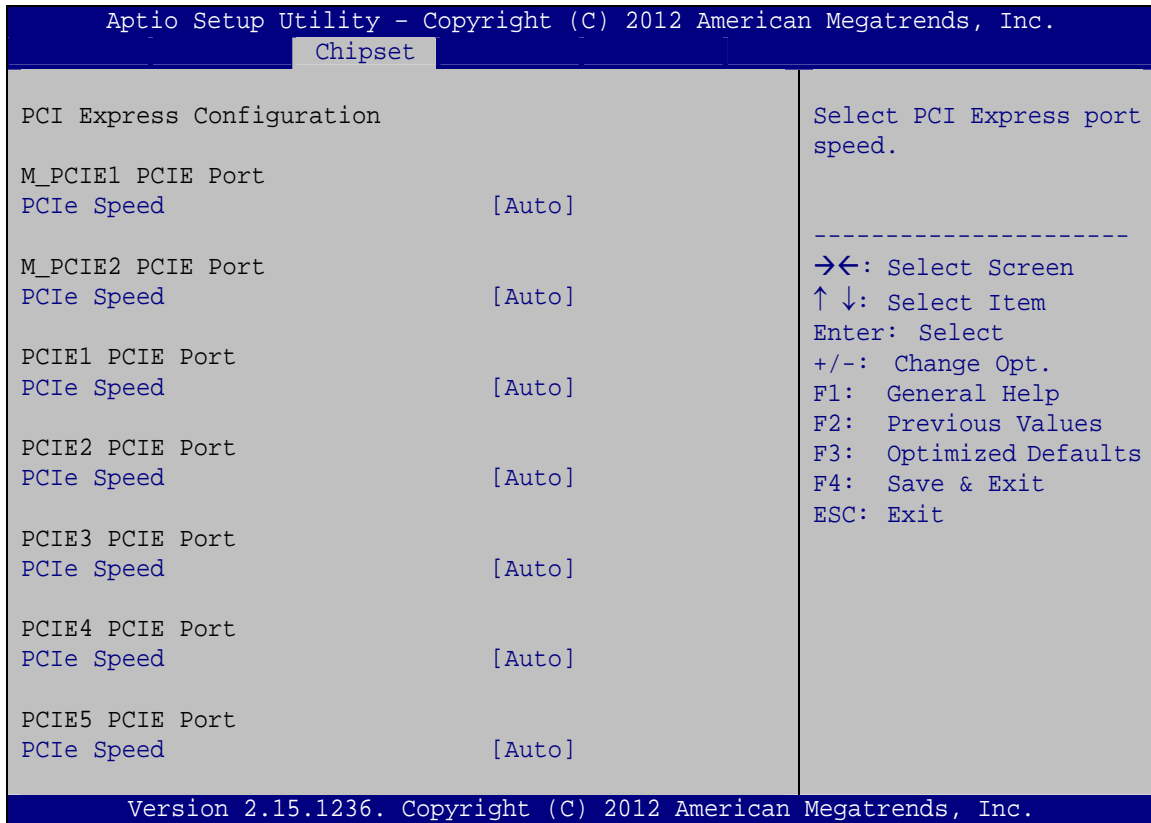 Aptio Setup Utility – Copyright (C) 2012 American Megatrends, Inc.
Chipset
PCI Express Configuration
M_PCIE1 PCIE Port
PCIe Speed [Auto]
M_PCIE2 PCIE Port
PCIe Speed [Auto]
PCIE1 PCIE Port
PCIe Speed [Auto]
PCIE2 PCIE Port
PCIe Speed [Auto]
PCIE3 PCIE Port
PCIe Speed [Auto]
PCIE4 PCIE Port
PCIe Speed [Auto]
PCIE5 PCIE Port
PCIe Speed [Auto]
Select PCI Express port
speed.
----------------------
→←: Select Screen
↑ ↓: Select Item
Enter: Select
+/-: Change Opt.
F1: General Help
F2: Previous Values
F3: Optimized Defaults
F4: Save & Exit
ESC: Exit
Version 2.15.1236. Copyright (C) 2012 American Megatrends, Inc.